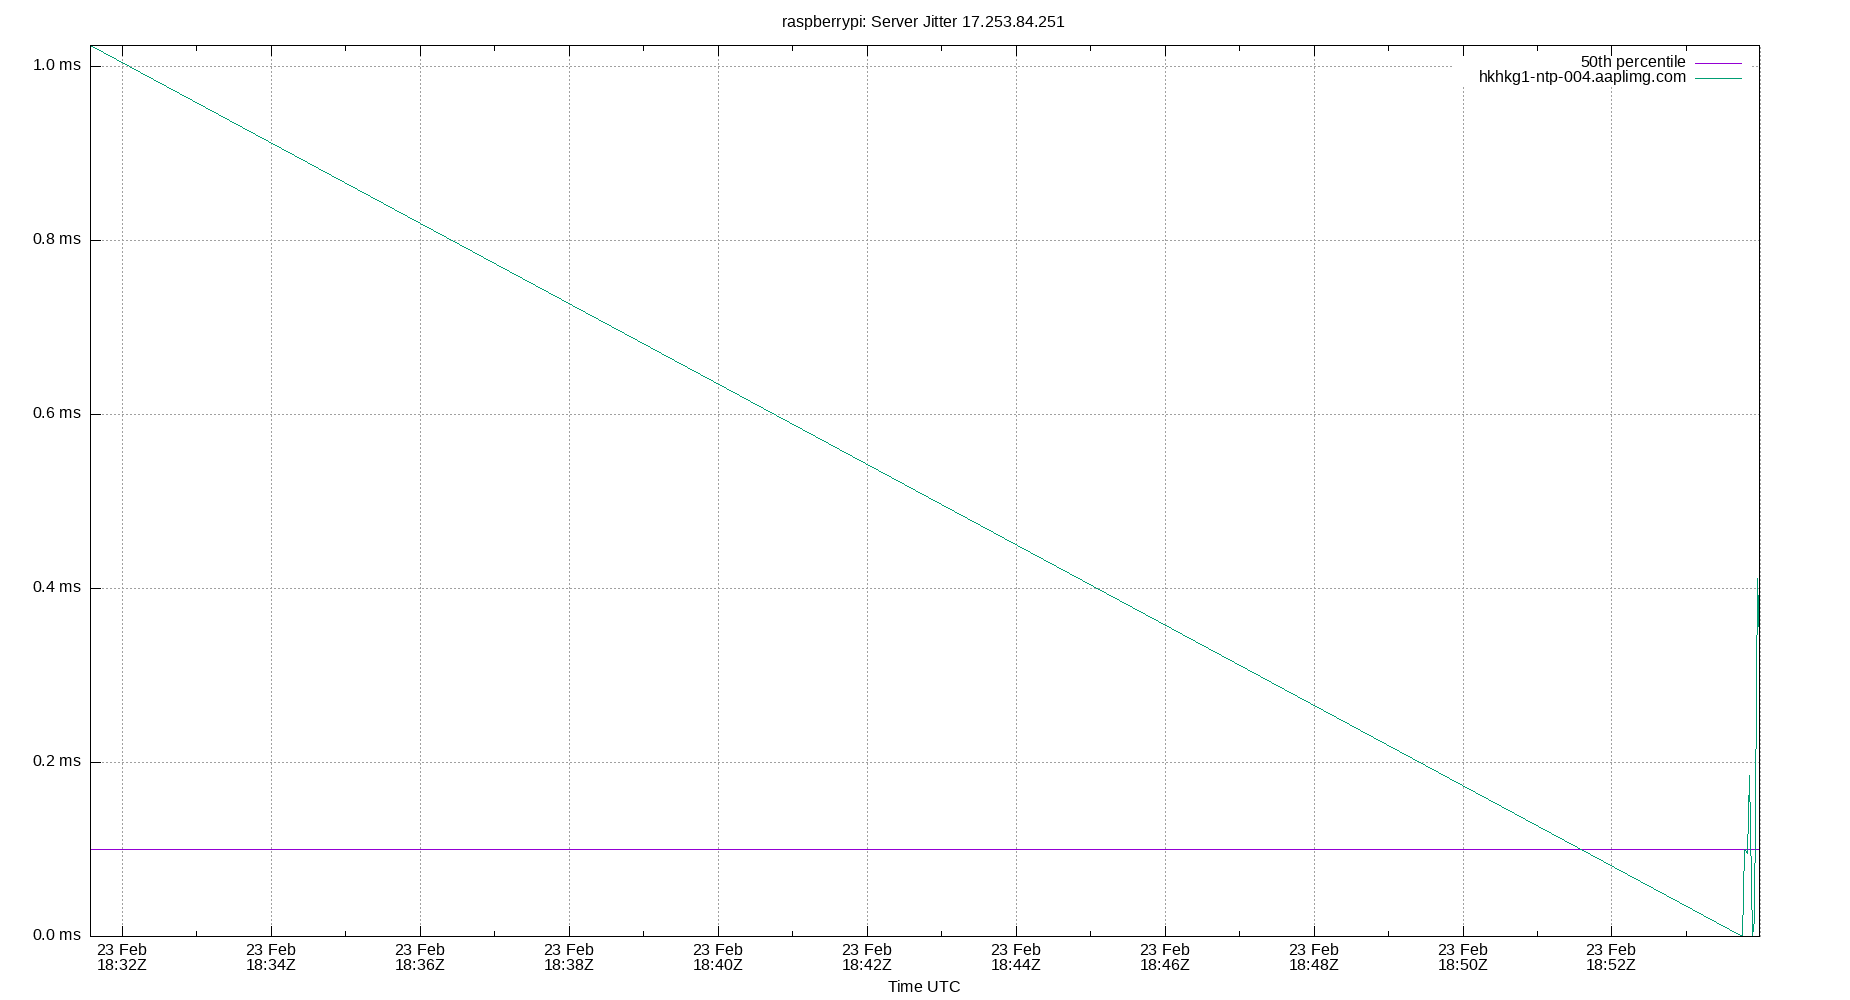 raspberrypi: Server Jitter 17.253.84.251
50th percentile
hkhkg1-ntp-004.aaplimg.com
1.0 ms
0.8 ms
0.6 ms
0.4 ms
0.2 ms
0.0 ms
23 Feb 23 Feb 23 Feb 23 Feb 23 Feb 23 Feb 23 Feb 23 Feb 23 Feb 23 Feb 23 Feb
18:32Z 18:34Z 18:36Z 18:38Z 18:40Z 18:42Z 18:44Z 18:46Z 18:48Z 18:50Z 18:52Z
Time UTC